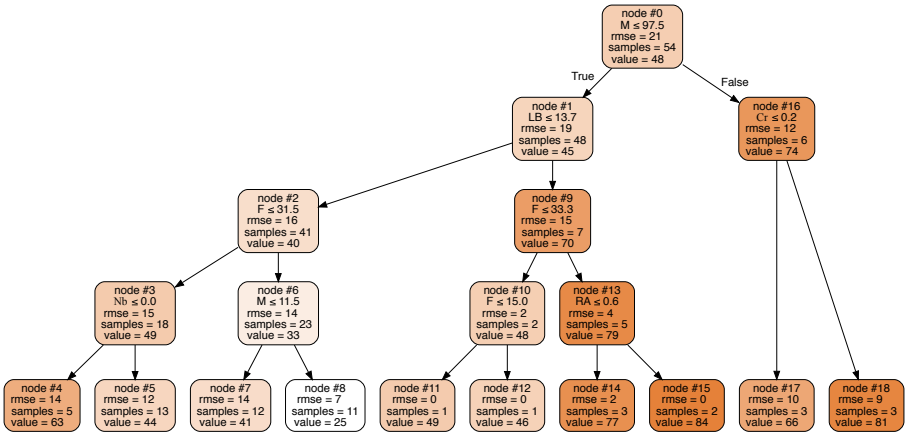 node #0
M ≤ 97.5
rmse = 21
samples = 54
value = 48
True
False
node #1
LB ≤ 13.7
rmse = 19
samples = 48
value = 45
node #16
Cr ≤ 0.2
rmse = 12
samples = 6
value = 74
node #2
F ≤ 31.5
rmse = 16
samples = 41
value = 40
node #9
F ≤ 33.3
rmse = 15
samples = 7
value = 70
node #3
Nb ≤ 0.0
rmse = 15
samples = 18
value = 49
node #6
M ≤ 11.5
rmse = 14
samples = 23
value = 33
node #10
F ≤ 15.0
rmse = 2
samples = 2
value = 48
node #13
RA ≤ 0.6
rmse = 4
samples = 5
value = 79
node #4
rmse = 14
samples = 5
value = 63
node #5
rmse = 12
samples = 13
value = 44
node #7
rmse = 14
samples = 12
value = 41
node #8
rmse = 7
samples = 11
value = 25
node #11
rmse = 0
samples = 1
value = 49
node #12
rmse = 0
samples = 1
value = 46
node #14
rmse = 2
samples = 3
value = 77
node #15
rmse = 0
samples = 2
value = 84
node #17
rmse = 10
samples = 3
value = 66
node #18
rmse = 9
samples = 3
value = 81